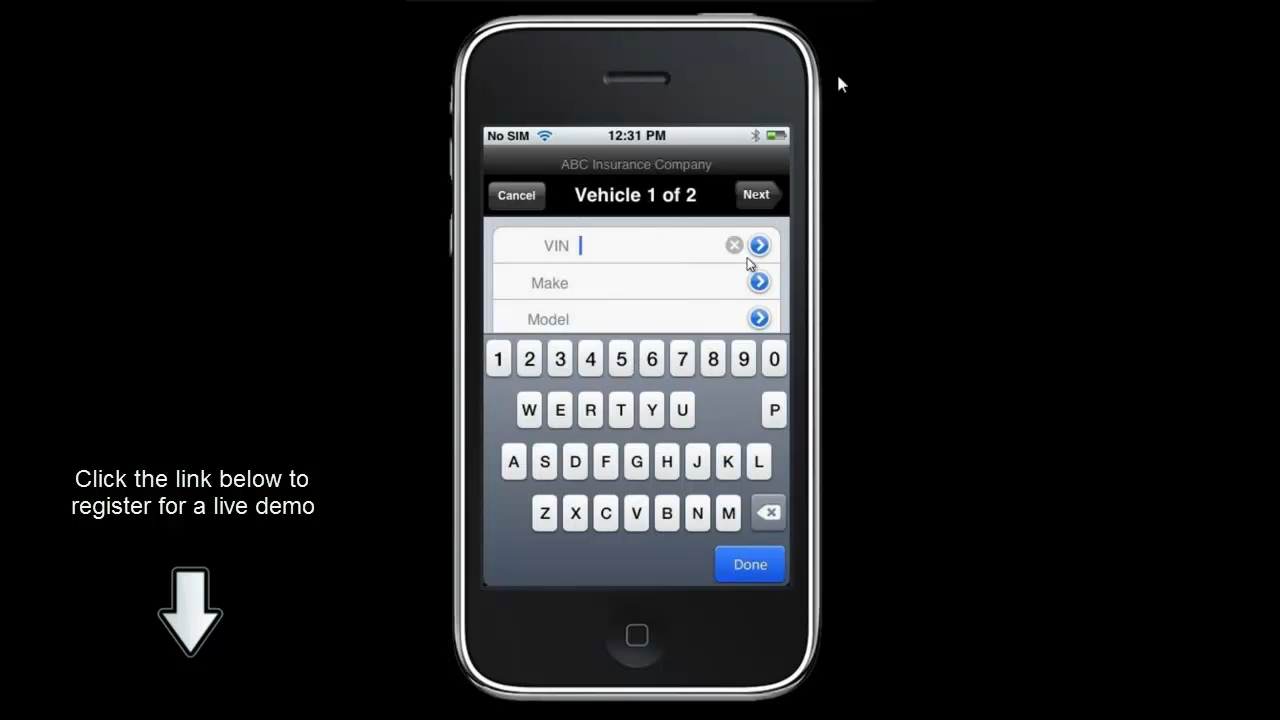 No SIM 12:31 PM
ABC Insurance Company
Cancel Vehicle 1 of 2 Next
VIN
Make
Model
1 2 3 4 5 6 7 8 9 0
W E R T Y U P
A S D F G H J K L
Z X C V B N M
Done
Click the link below to
register for a live demo